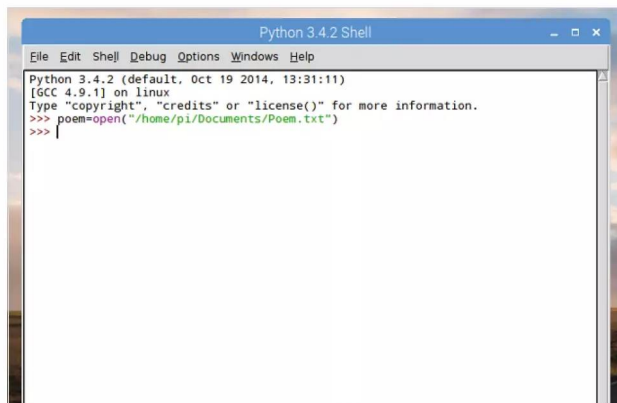 Python 3.4.2 Shell
File Edit Shell Debug Options Windows Help
Python 3.4.2 (default, Oct 19 2014, 13:31:11)
[GCC 4.9.1] on linux
Type "copyright", "credits" or "license()" for more information.
>>> poem=open("/home/pi/Documents/Poem.txt")
>>>